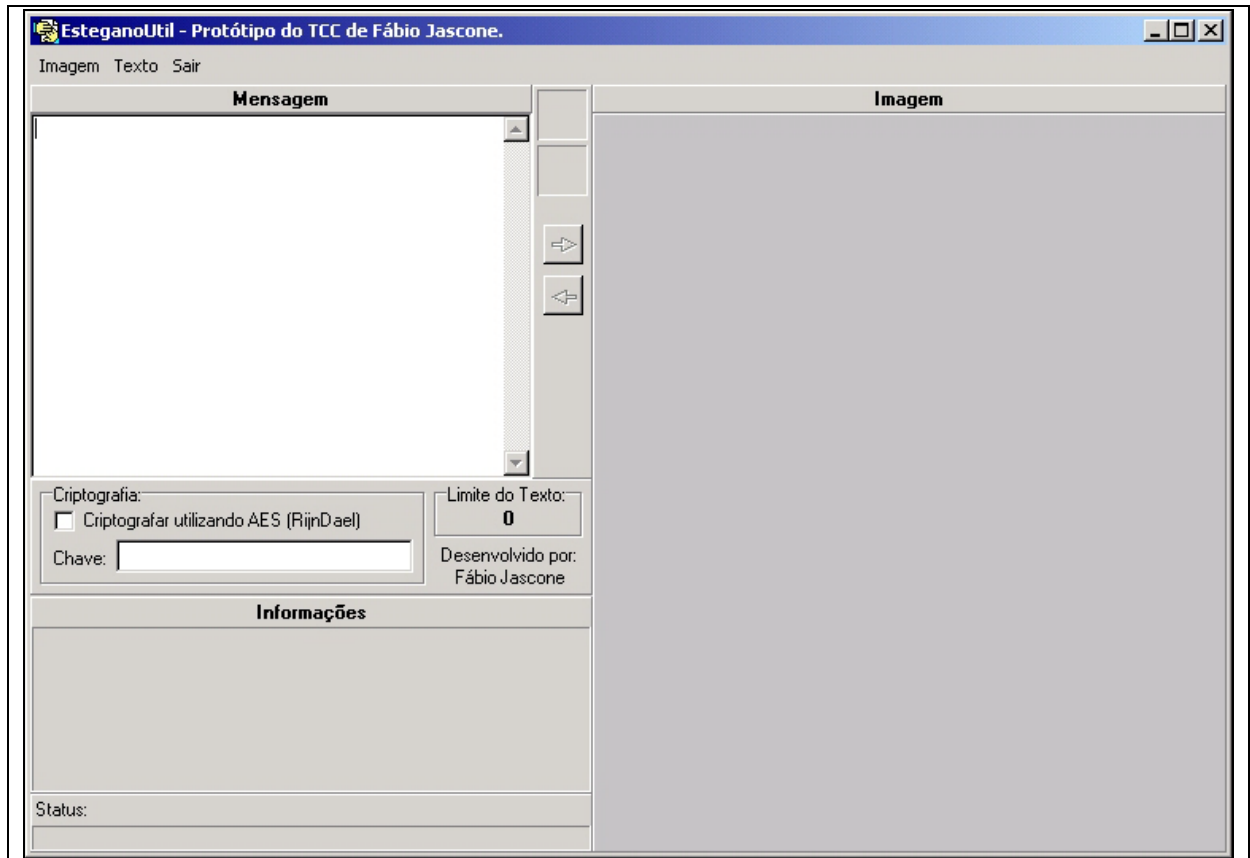 EsteganoUtil - Protótipo do TCC de Fábio Jascone.
Imagem Texto Sair
Mensagem
Imagem
Criptografia:
Criptografar utilizando AES (RijnDael)
Chave:
Limite do Texto:
0
Desenvolvido por:
Fábio Jascone
Informações
Status: